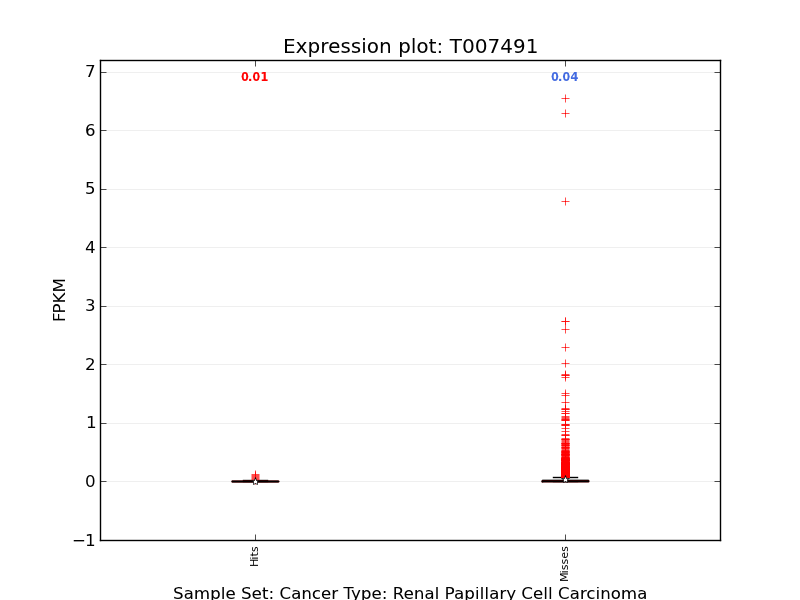 Expression plot: T007491
0.01
0.04
7
6
5
4
3
2
1
0
−1
FPKM
Hits
Misses
Sample Set: Cancer Type: Renal Papillary Cell Carcinoma